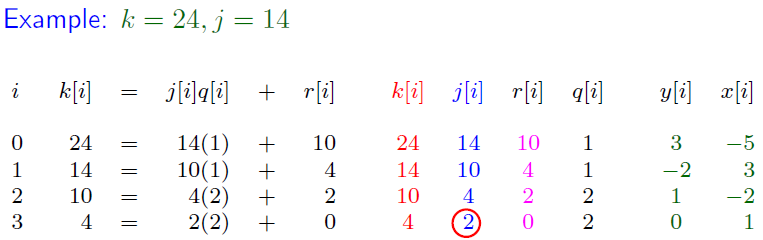 Example: k = 24, j = 14
i k[i] = j[i]q[i] + r[i] k[i] j[i] r[i] q[i] y[i] x[i]
0 24 = 14(1) + 10 24 14 10 1 3 −5
1 14 = 10(1) + 4 14 10 4 1 −2 3
2 10 = 4(2) + 2 10 4 2 2 1 −2
3 4 = 2(2) + 0 4 2 0 2 0 1